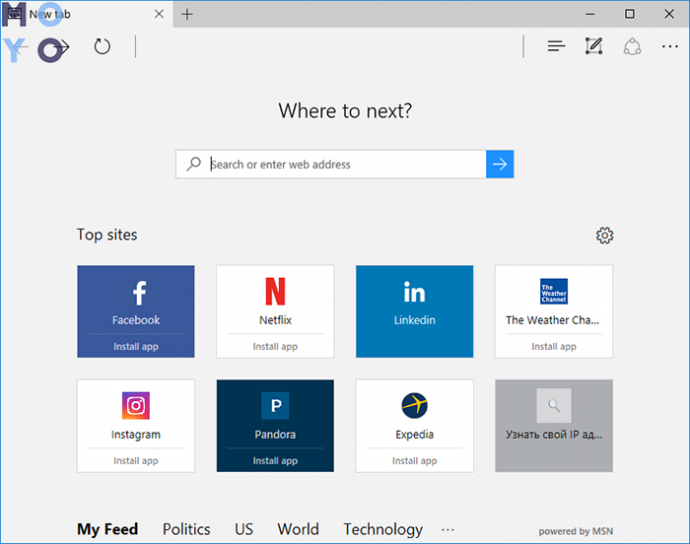 MO
YO
New tab
Where to next?
Search or enter web address
Top sites
f
Facebook
Install app
N
Netflix
Install app
in
Linkedin
The
Weather
Channel
The Weather Cha...
Install app
Instagram
Install app
P
Pandora
Install app
Expedia
Install app
Узнать свой IP ад...
My Feed Politics US World Technology ... powered by MSN